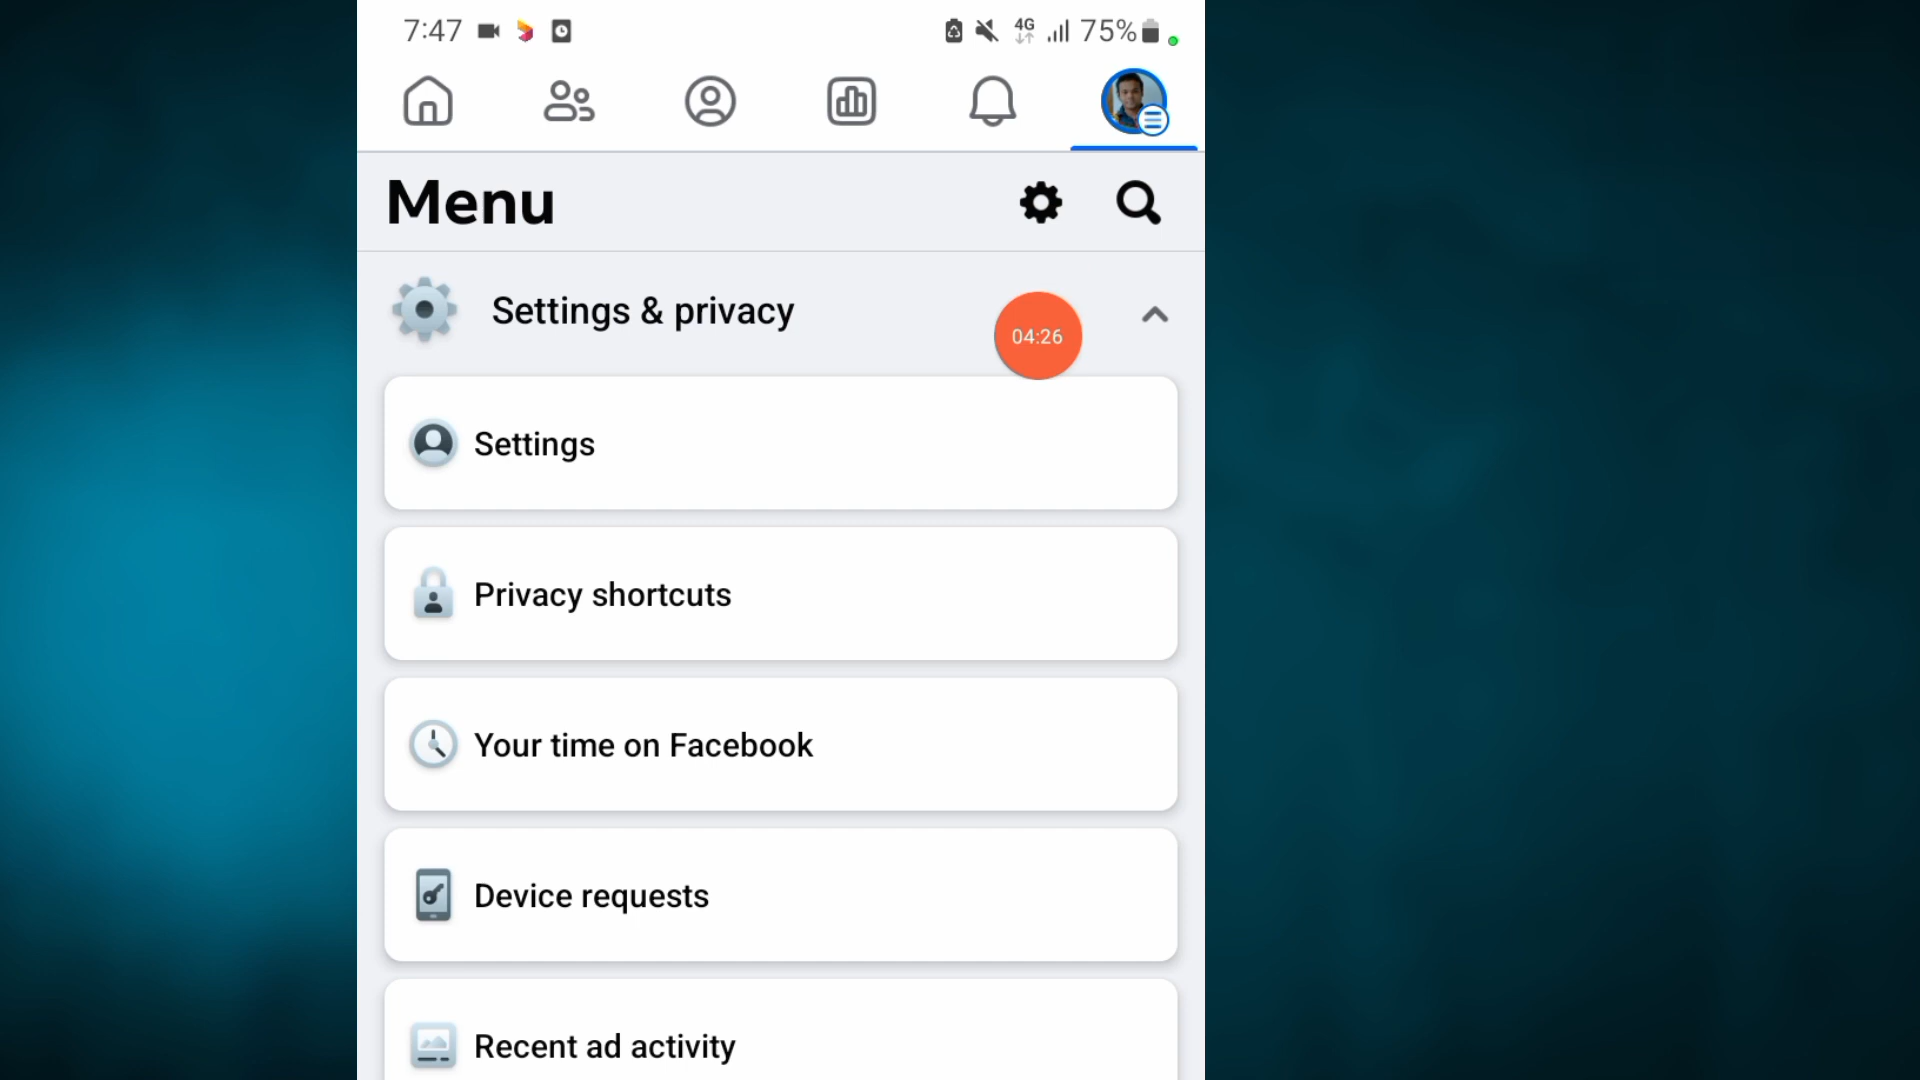 7:47 4G 75%
Menu
Settings & privacy
04:26
Settings
Privacy shortcuts
Your time on Facebook
Device requests
Recent ad activity